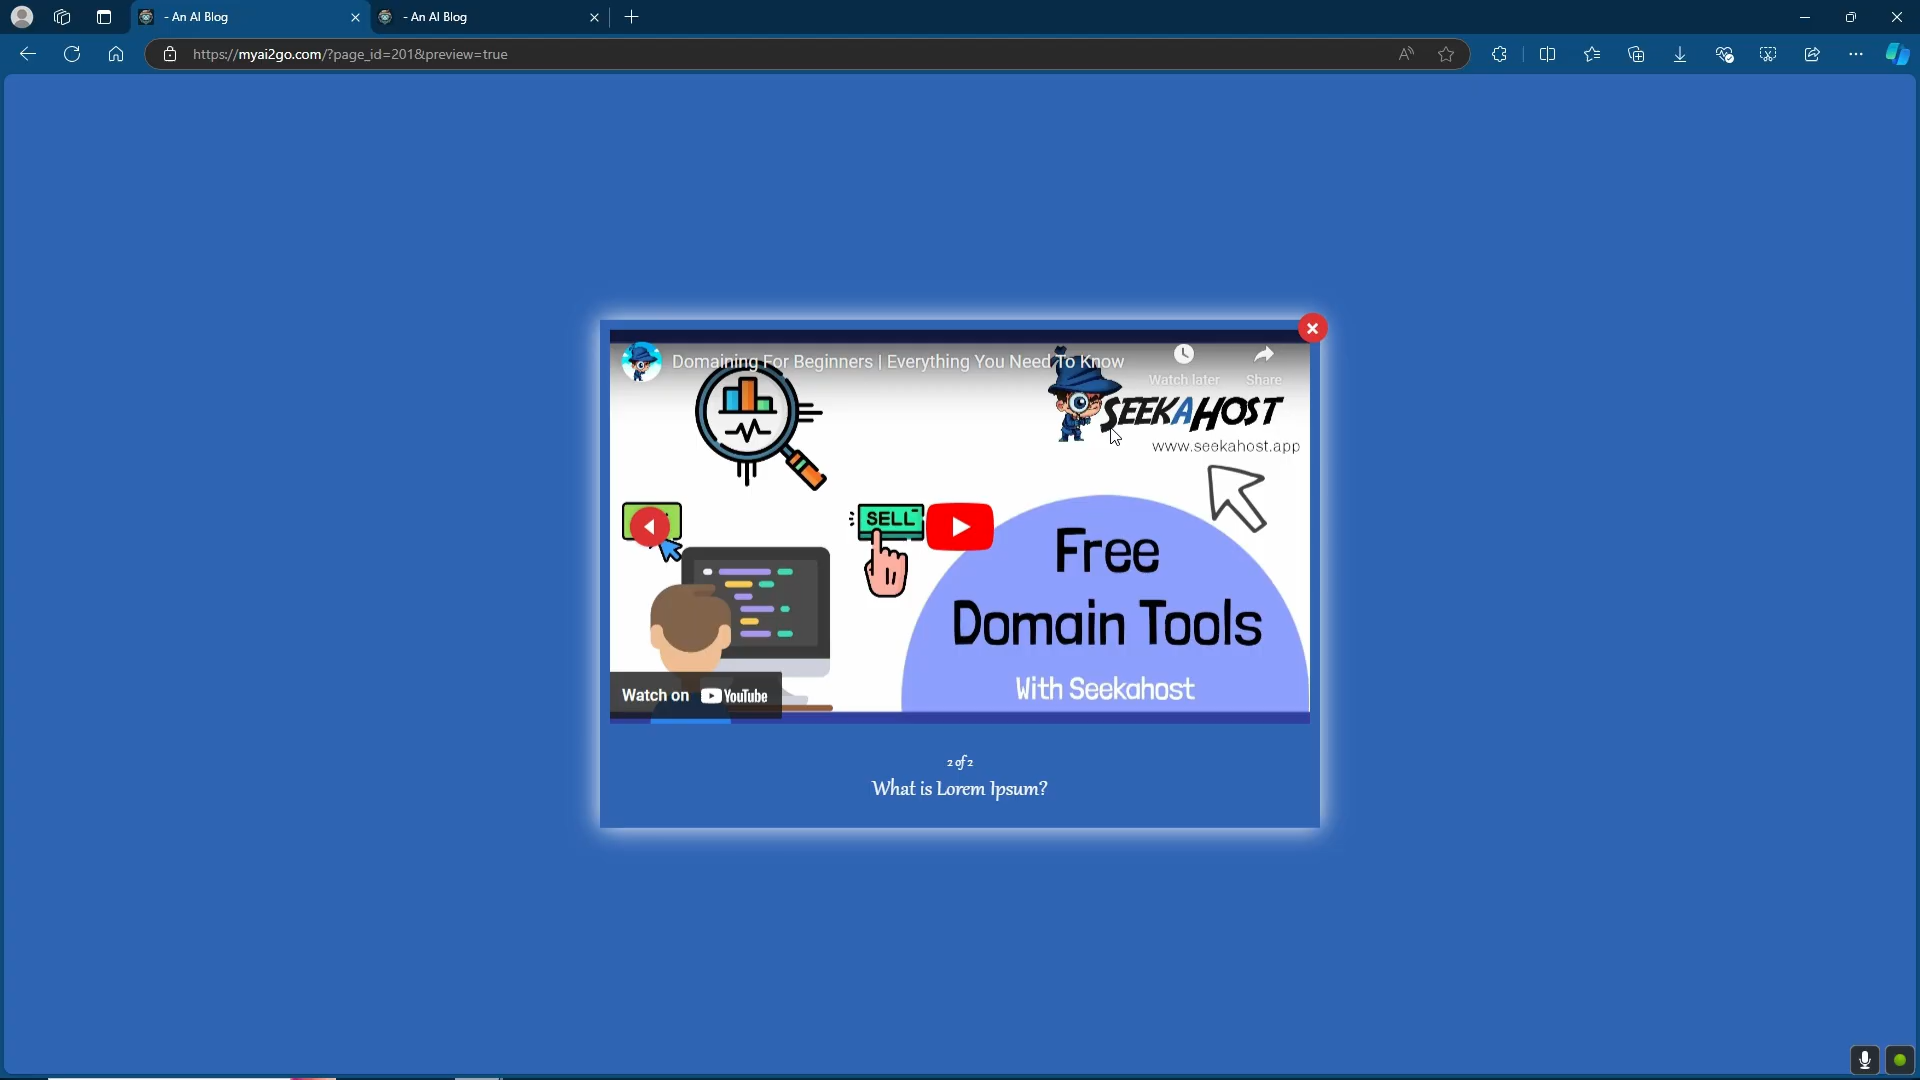 - An AI Blog
- An AI Blog
https://myai2go.com/?page_id=201&preview=true
Domaining For Beginners | Everything You Need To Know
Watch later
Share
SEEKAHOST
www.seekahost.app
SELL
Free
Domain Tools
With Seekahost
Watch on YouTube
2 of 2
What is Lorem Ipsum?